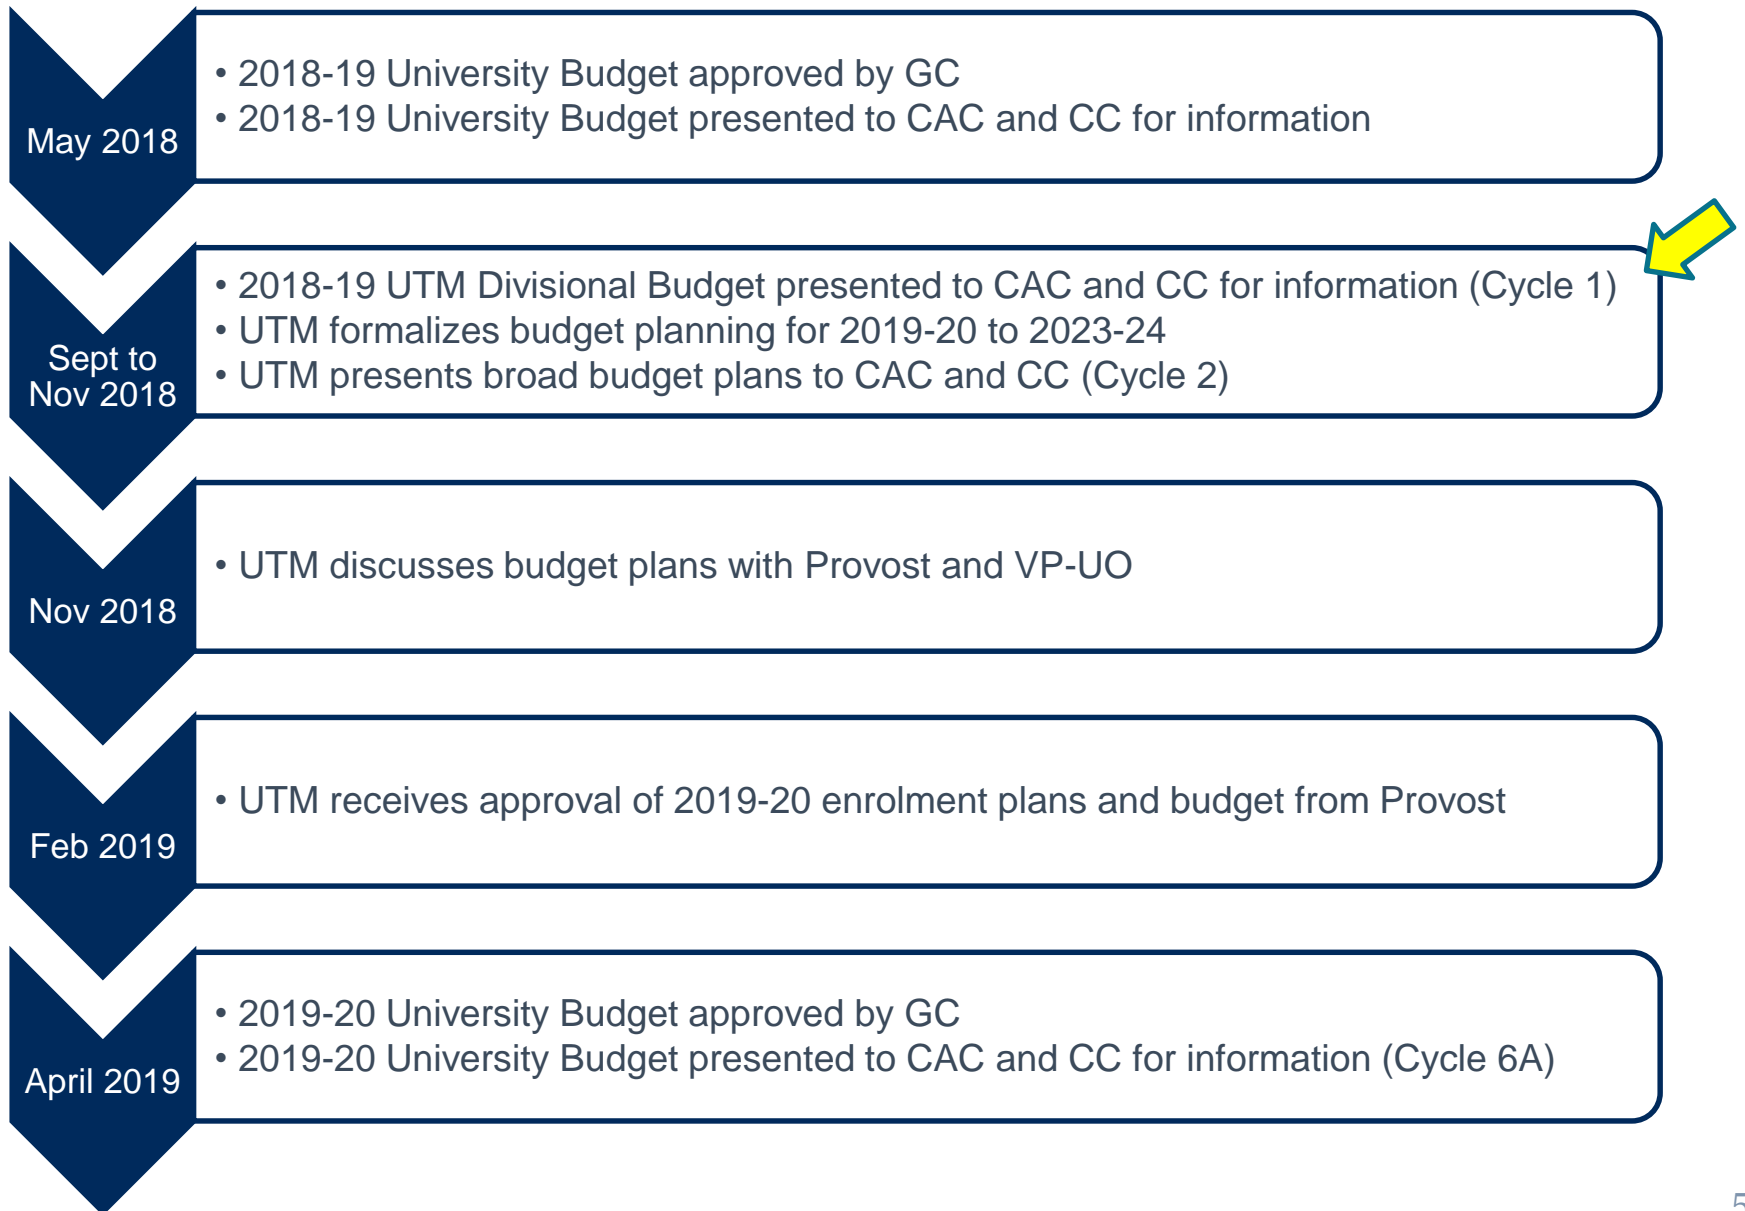 May 2018
• 2018-19 University Budget approved by GC
• 2018-19 University Budget presented to CAC and CC for information
Sept to
Nov 2018
• 2018-19 UTM Divisional Budget presented to CAC and CC for information (Cycle 1)
• UTM formalizes budget planning for 2019-20 to 2023-24
• UTM presents broad budget plans to CAC and CC (Cycle 2)
Nov 2018
• UTM discusses budget plans with Provost and VP-UO
Feb 2019
• UTM receives approval of 2019-20 enrolment plans and budget from Provost
April 2019
• 2019-20 University Budget approved by GC
• 2019-20 University Budget presented to CAC and CC for information (Cycle 6A)
5